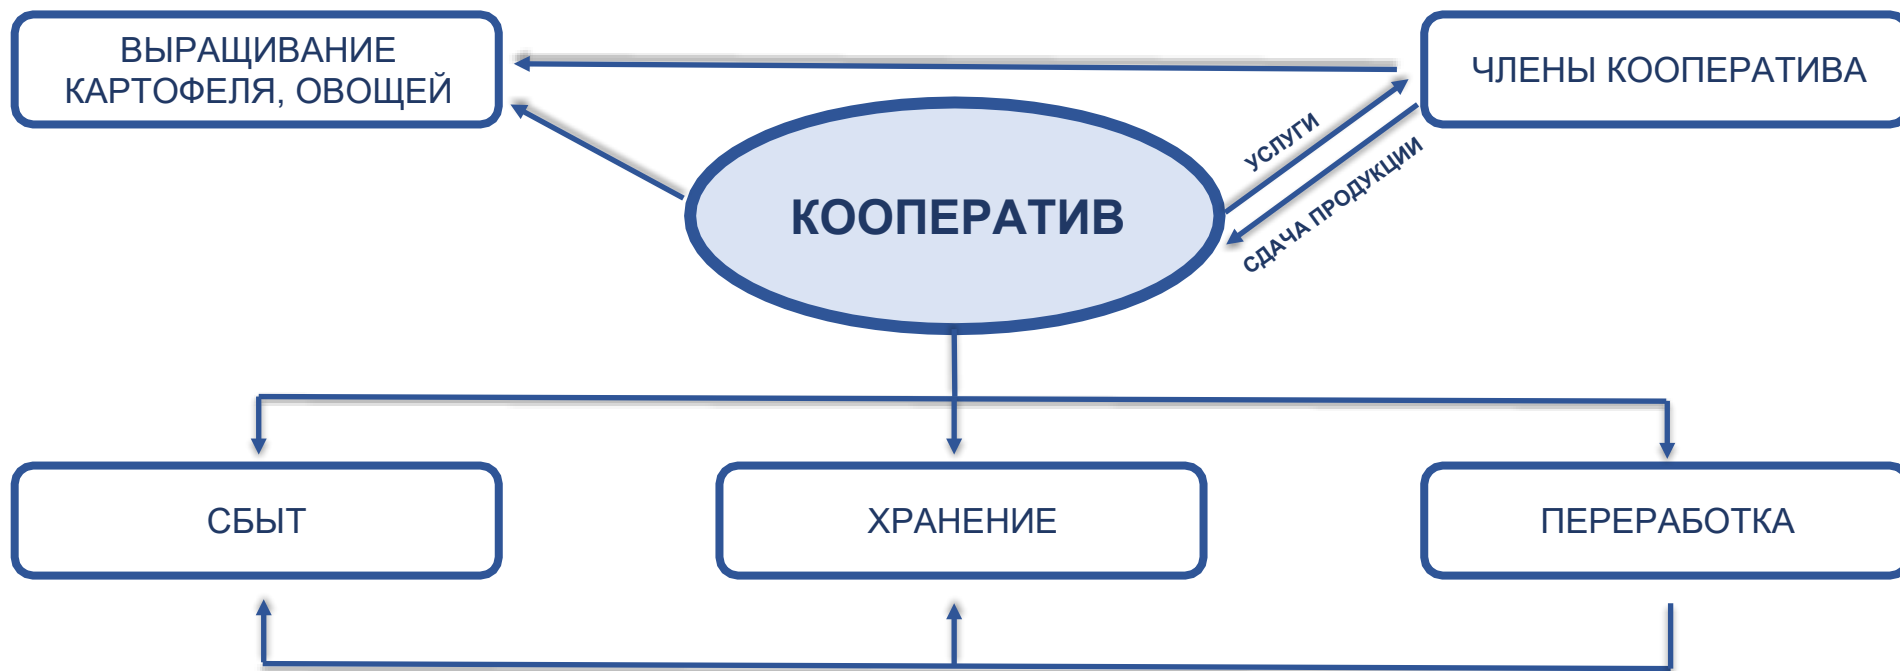 ВЫРАЩИВАНИЕ
КАРТОФЕЛЯ, ОВОЩЕЙ
ЧЛЕНЫ КООПЕРАТИВА
УСЛУГИ
СДАЧА ПРОДУКЦИИ
КООПЕРАТИВ
СБЫТ
ХРАНЕНИЕ
ПЕРЕРАБОТКА